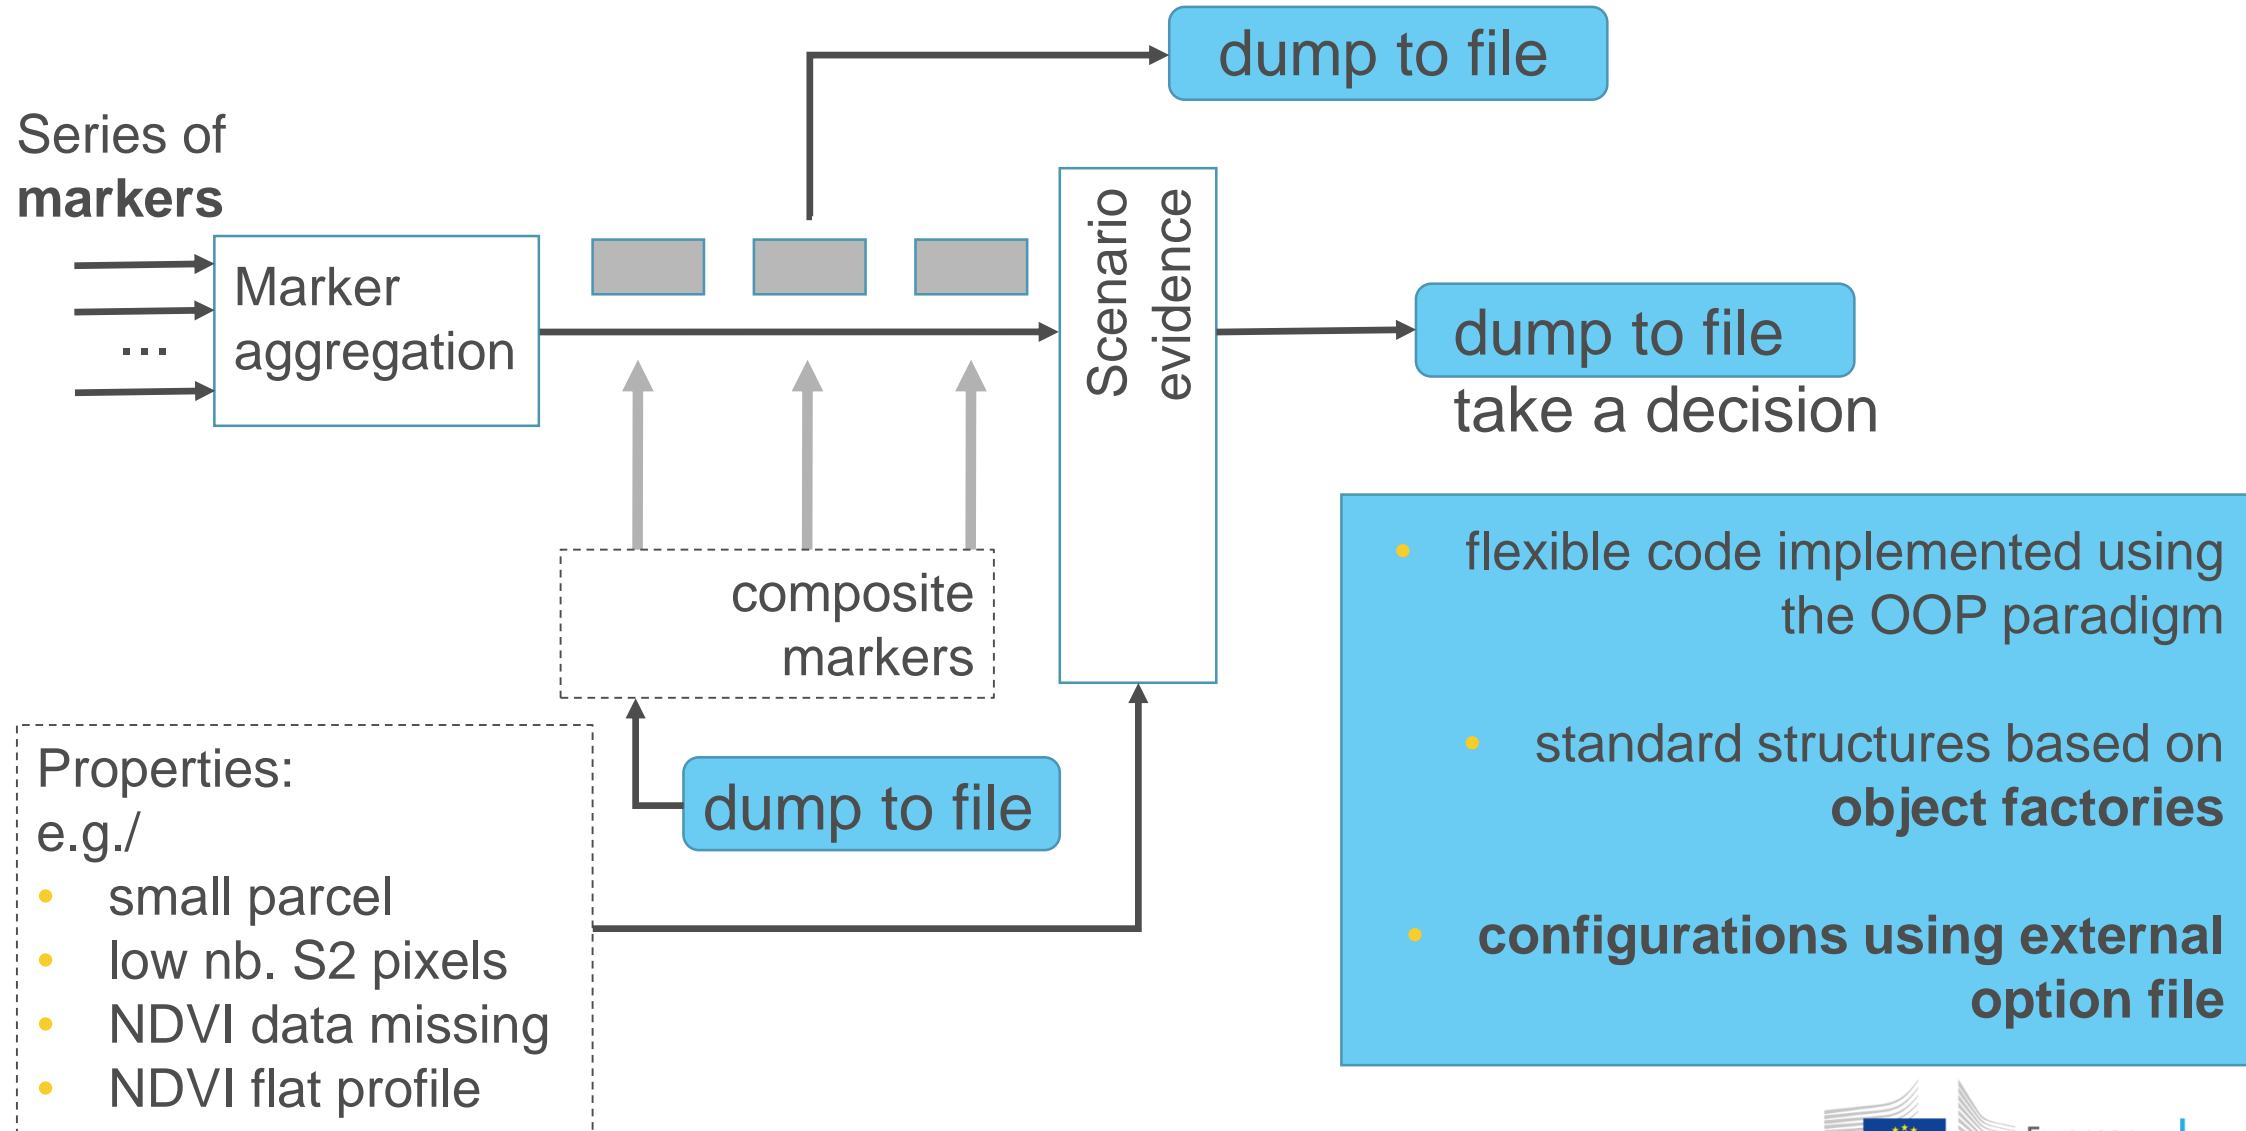 dump to file
Series of
markers
Marker
aggregation
...
Scenario
evidence
dump to file
take a decision
composite
markers
dump to file
Properties:
e.g./
• small parcel
• low nb. S2 pixels
• NDVI data missing
• NDVI flat profile
• flexible code implemented using
the OOP paradigm
• standard structures based on
object factories
• configurations using external
option file